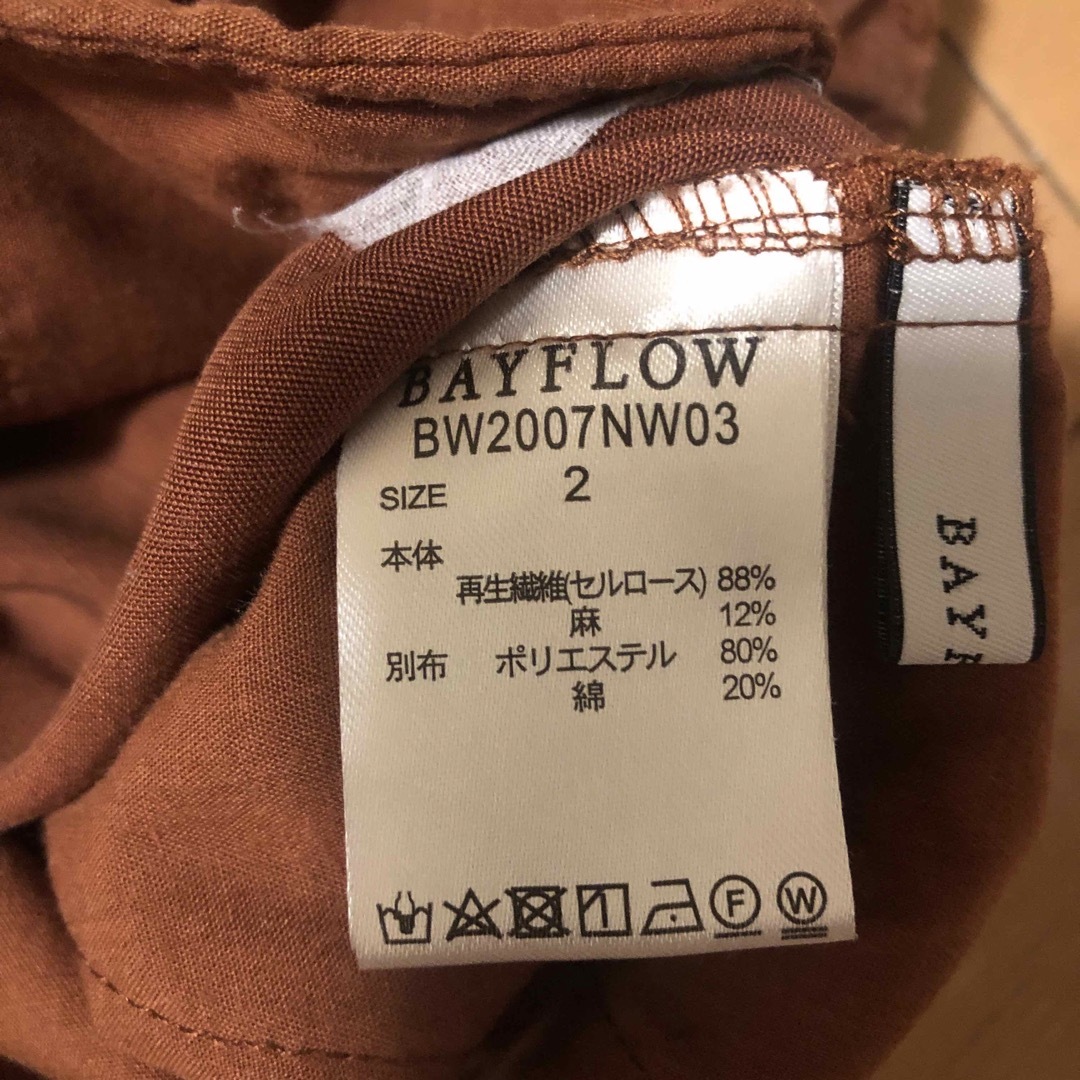 BAYFLOW
BW2007NW03
SIZE 2
本体
再生繊維(セルロース) 88%
麻 12%
別布 ポリエステル 80%
綿 20%
F W